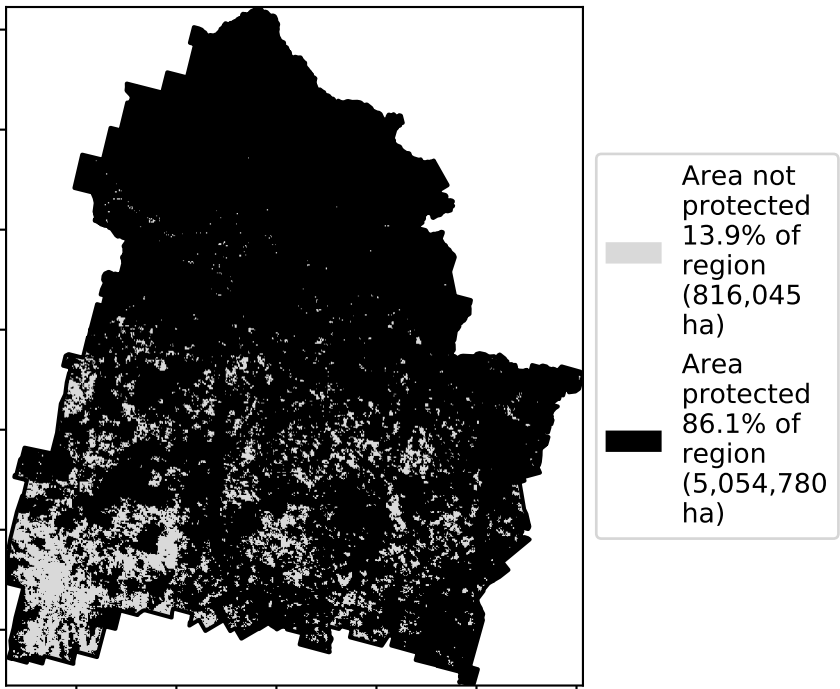 Area not
protected
13.9% of
region
(816,045
ha)
Area
protected
86.1% of
region
(5,054,780
ha)